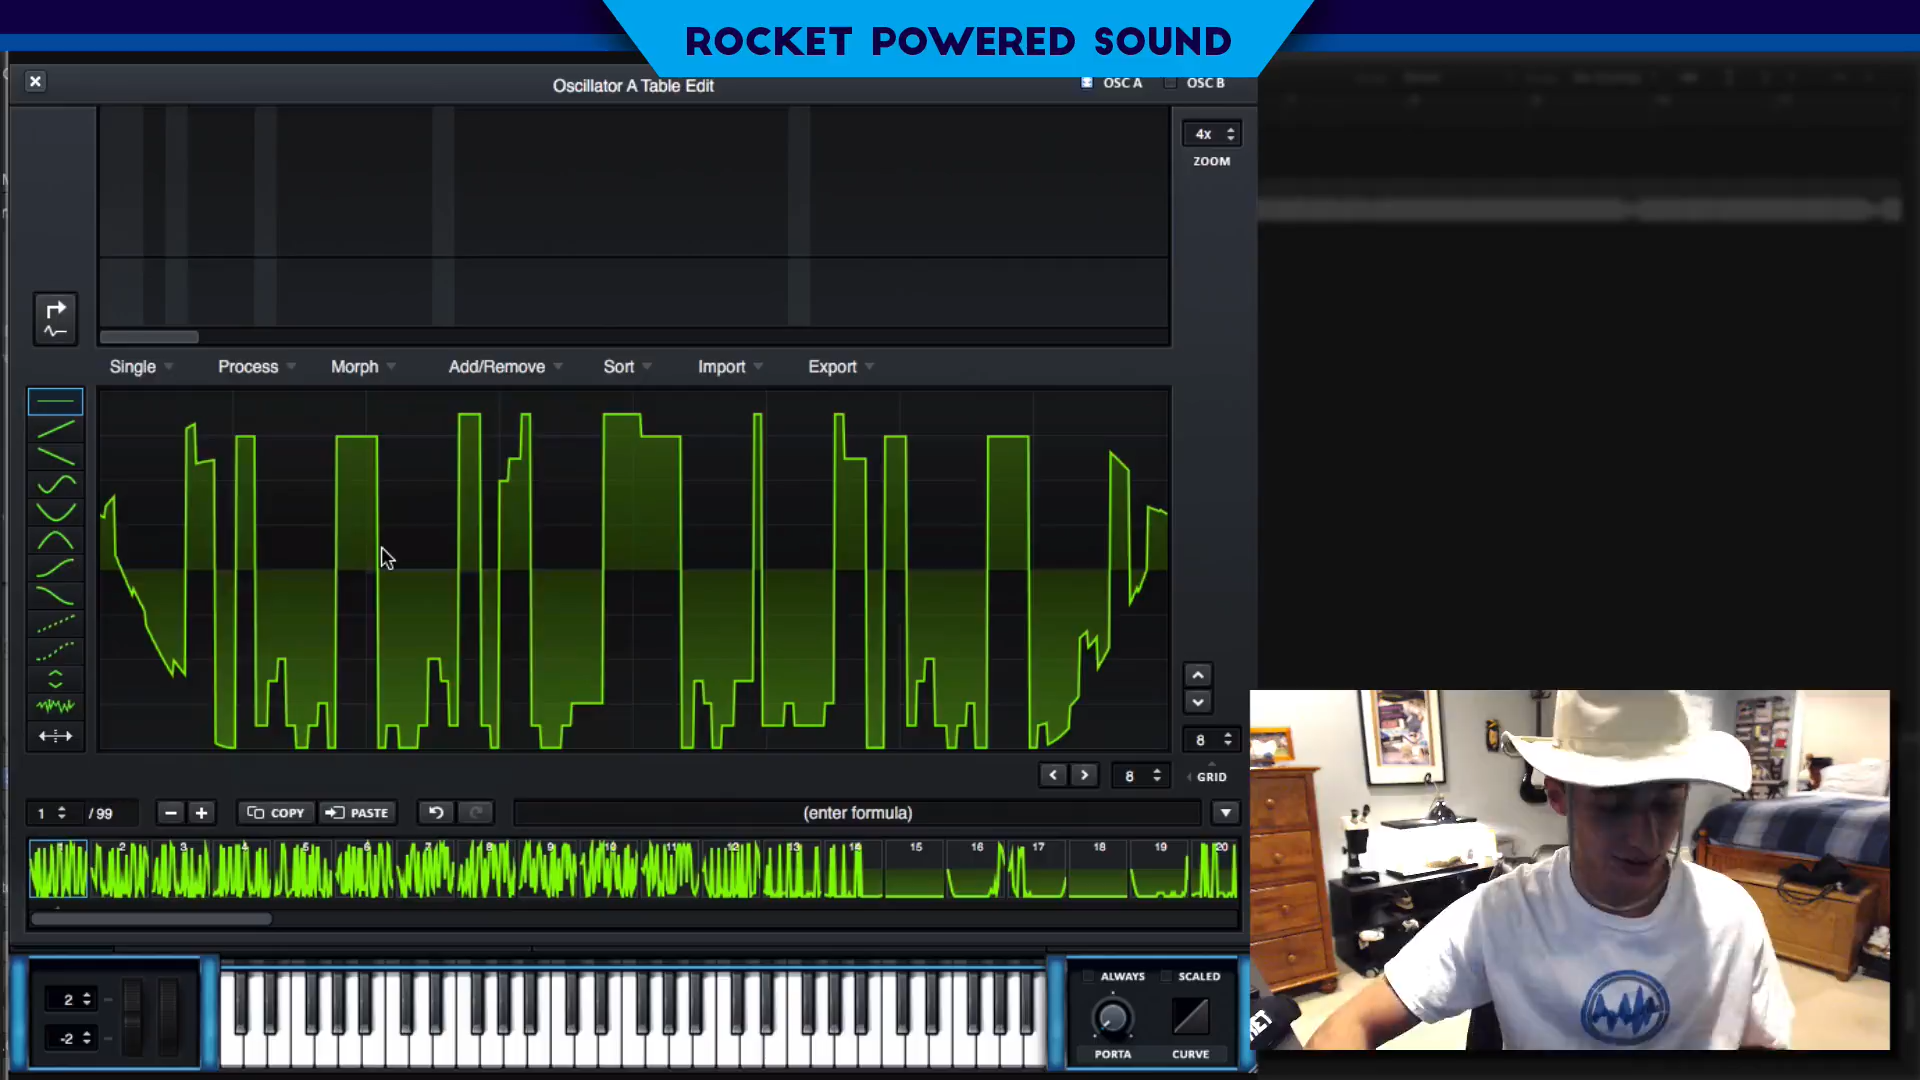 ROCKET POWERED SOUND
Oscillator A Table Edit
OSC A
OSC B
4x
ZOOM
Single
Process
Morph
Add/Remove
Sort
Import
Export
8
8
GRID
1 / 99
COPY
PASTE
(enter formula)
1 2 3 4 5 6 7 8 9 10 11 12 13 14 15 16 17 18 19 20
2
-2
ALWAYS
SCALED
PORTA
CURVE